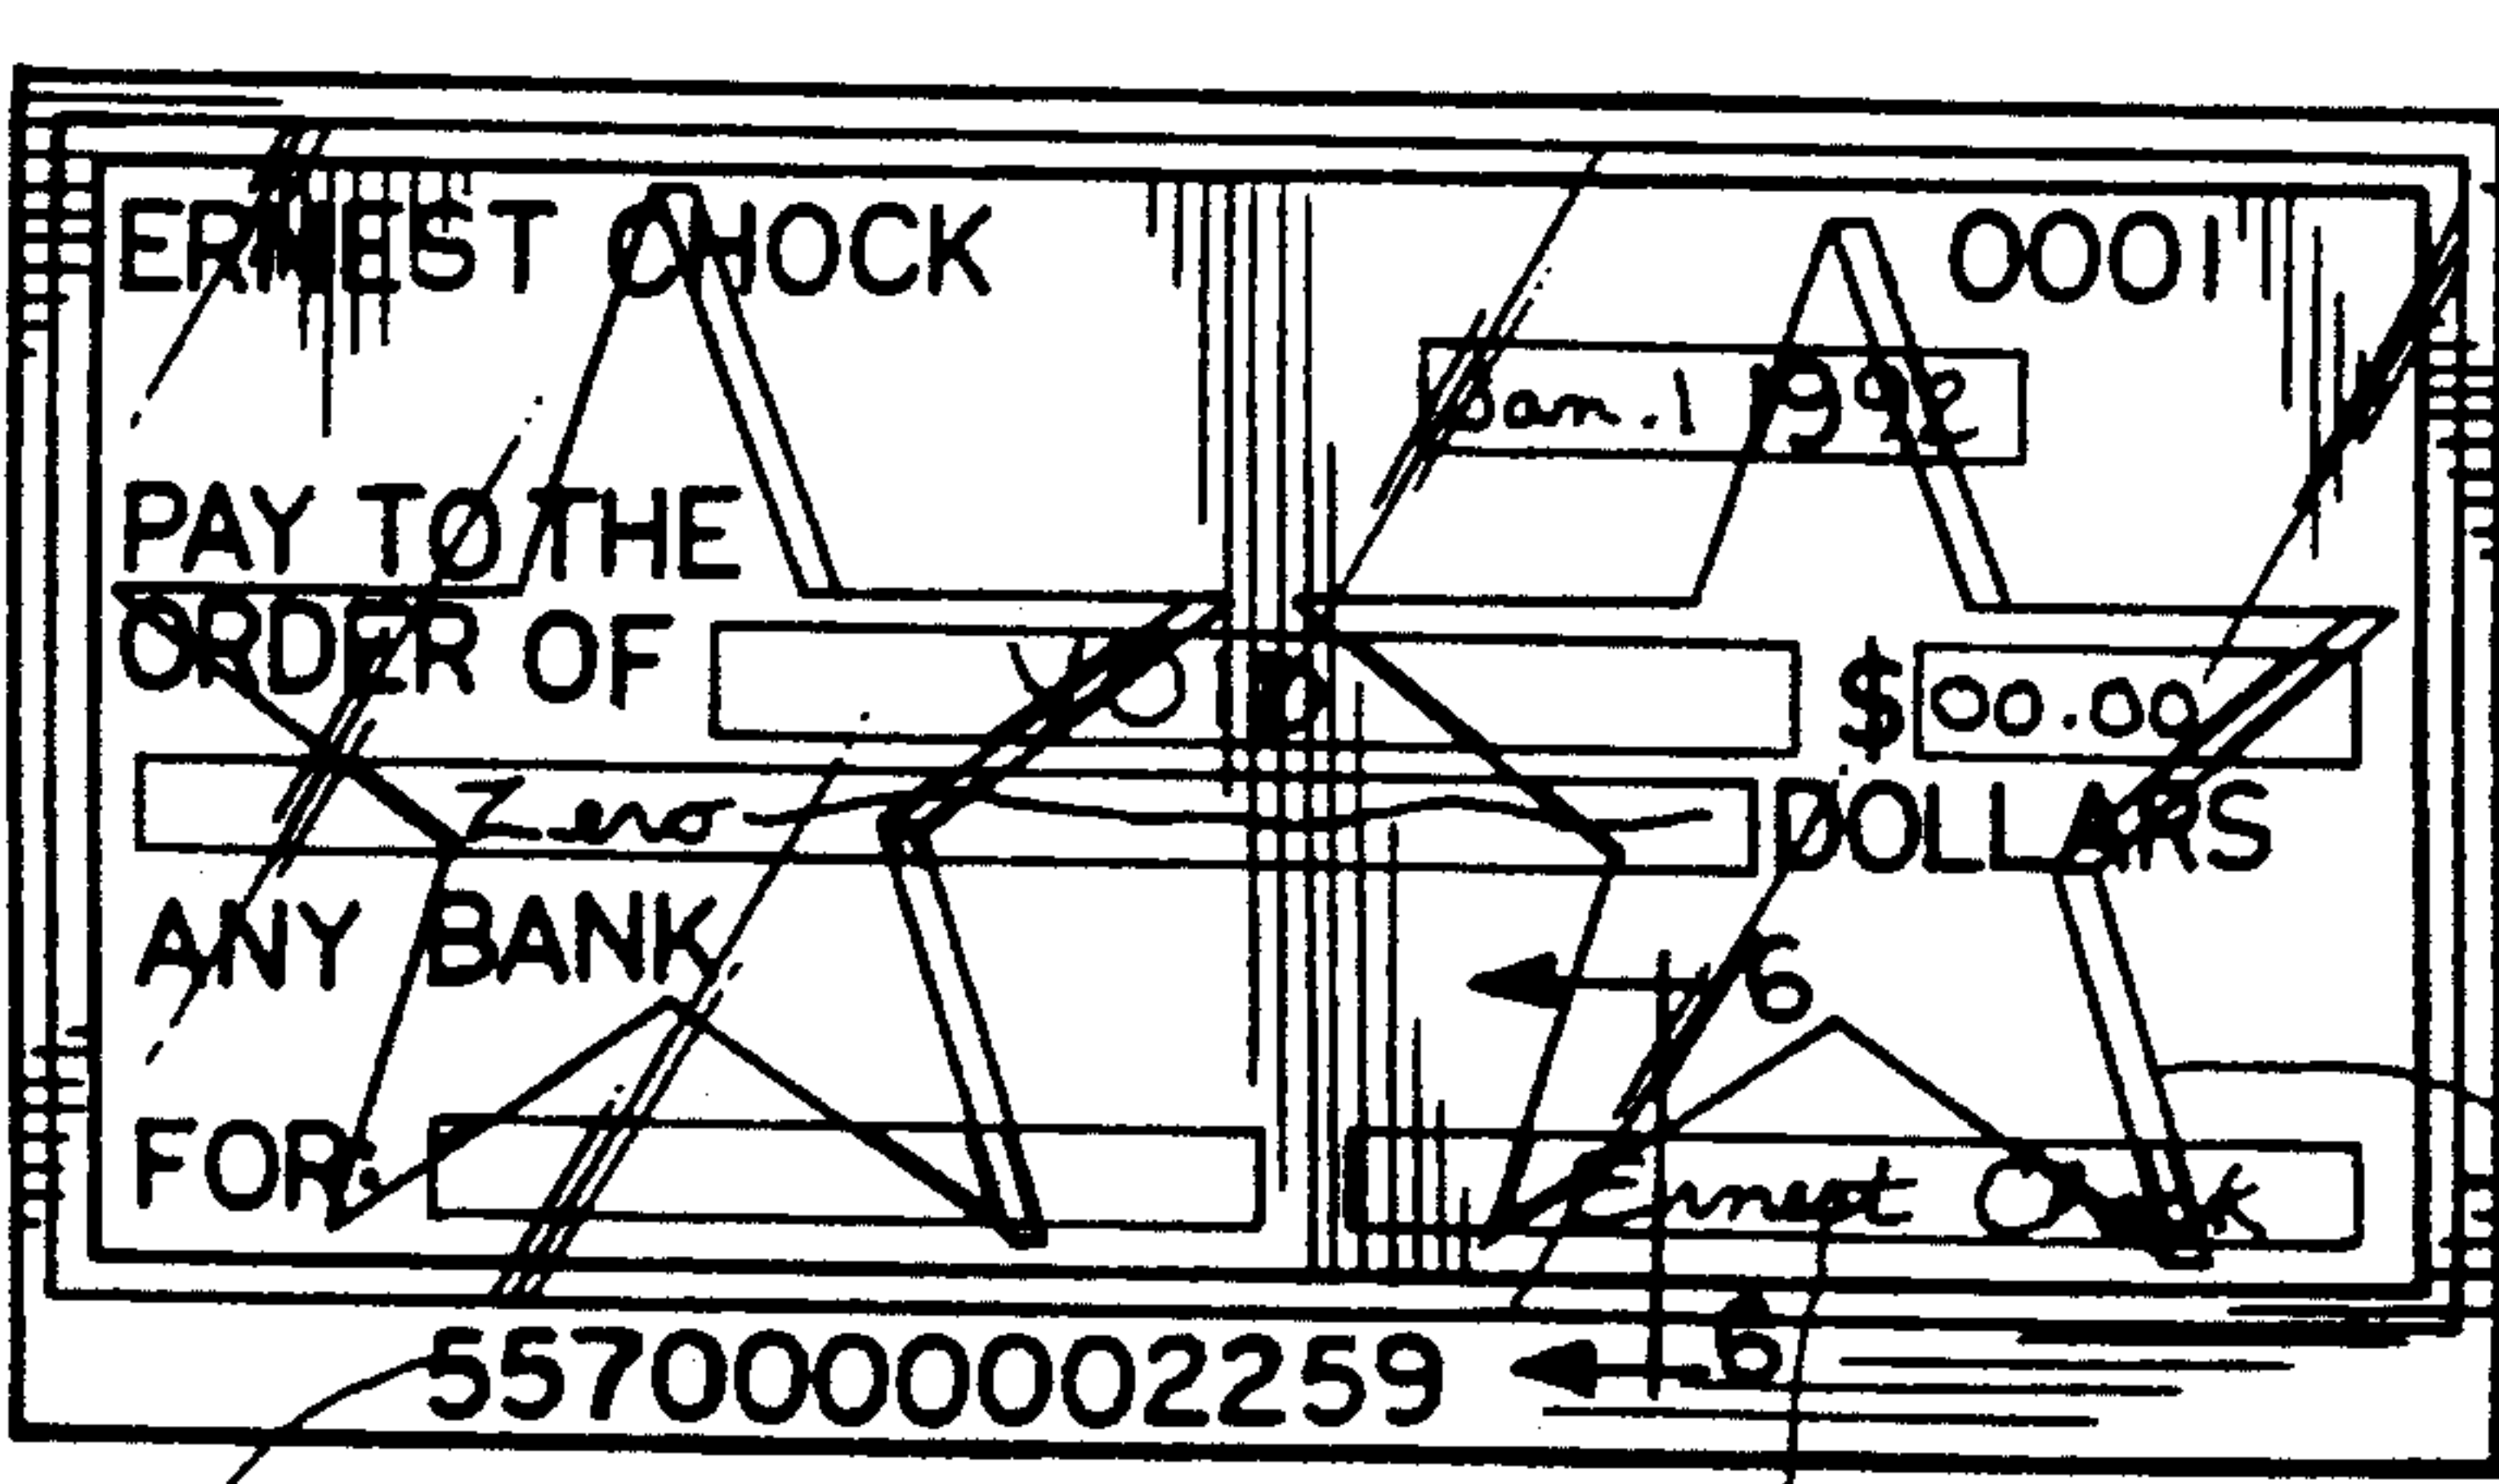 ERNEST CHOCK 0001
Jan. 1 1992
PAY TO THE
ORDER OF VOID $ 00.00
Zero DOLLARS
ANY BANK
6
FOR: Ernest Chock
5570000002259 6